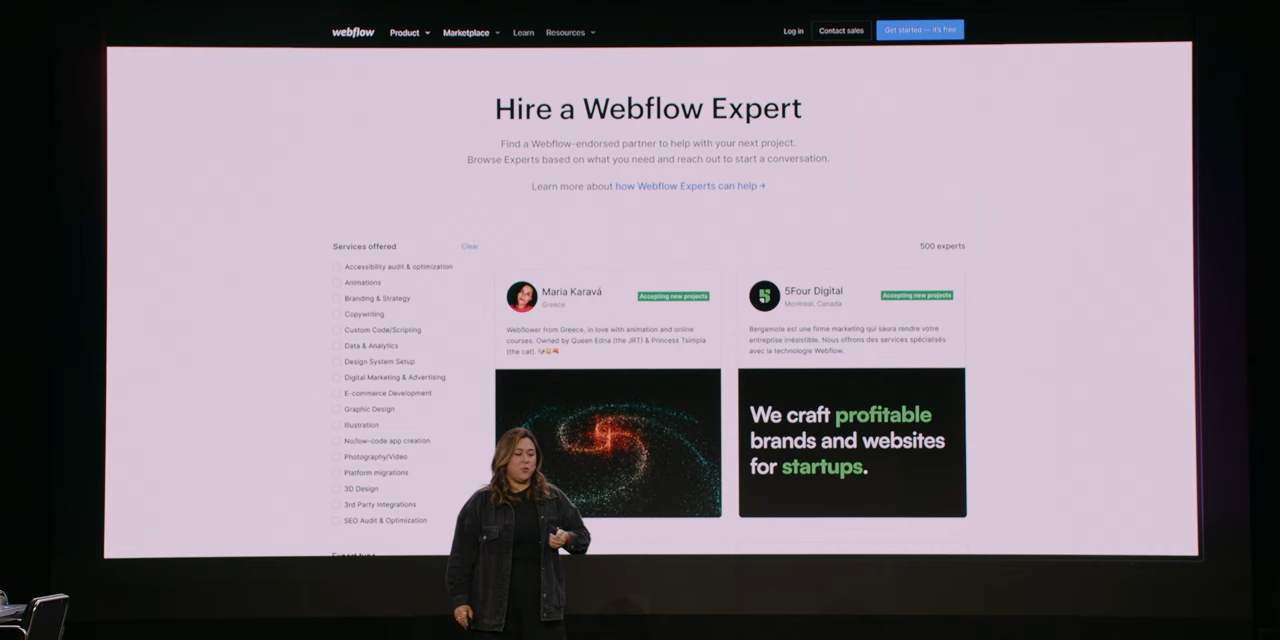 webflow Product Marketplace Learn Resources Log in Contact sales Get started — it's free
Hire a Webflow Expert
Find a Webflow-endorsed partner to help with your next project.
Browse Experts based on what you need and reach out to start a conversation.
Learn more about how Webflow Experts can help →
Services offered Clear
500 experts
Accessibility audit & optimization
Animations
Branding & Strategy
Copywriting
Custom Code/Scripting
Data & Analytics
Design System Setup
Digital Marketing & Advertising
E-commerce Development
Graphic Design
Illustration
No/low-code app creation
Photography/Video
Platform migrations
3D Design
3rd Party Integrations
SEO Audit & Optimization
Maria Karavá
Greece
Accepting new projects
Webflower from Greece, in love with animation and online
courses. Owned by Queen Edna (the JRT) & Princess Tsimpla
(the cat).
5Four Digital
Montreal, Canada
Accepting new projects
Bergamote est une firme marketing qui saura rendre votre
entreprise irrésistible. Nous offrons des services spécialisés
avec la technologie Webflow.
5
We craft profitable
brands and websites
for startups.